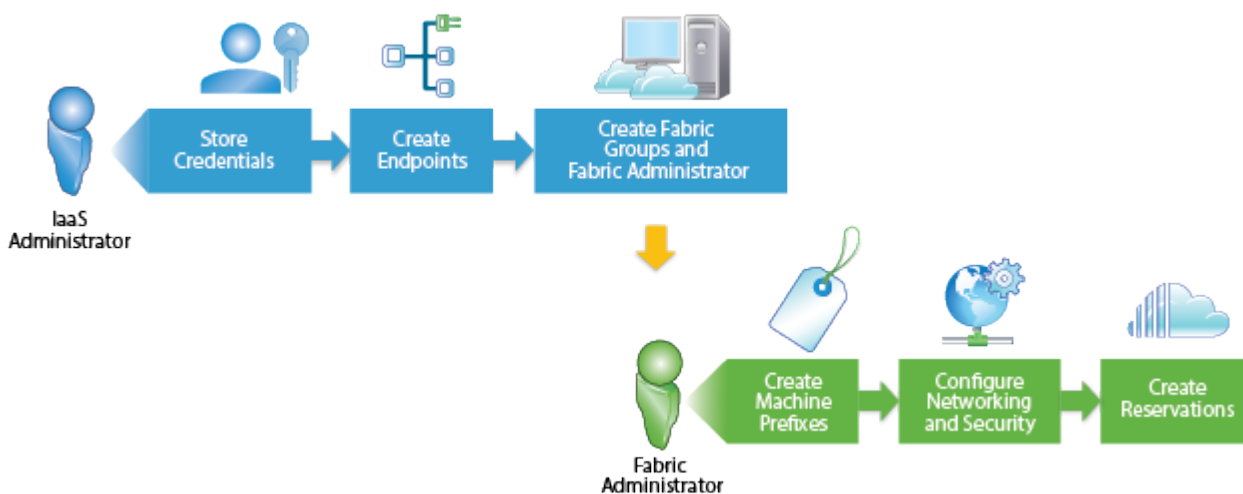 Store
Credentials
Create
Endpoints
Create Fabric
Groups and
Fabric Administrator
IaaS
Administrator
Create
Machine
Prefixes
Configure
Networking
and Security
Create
Reservations
Fabric
Administrator